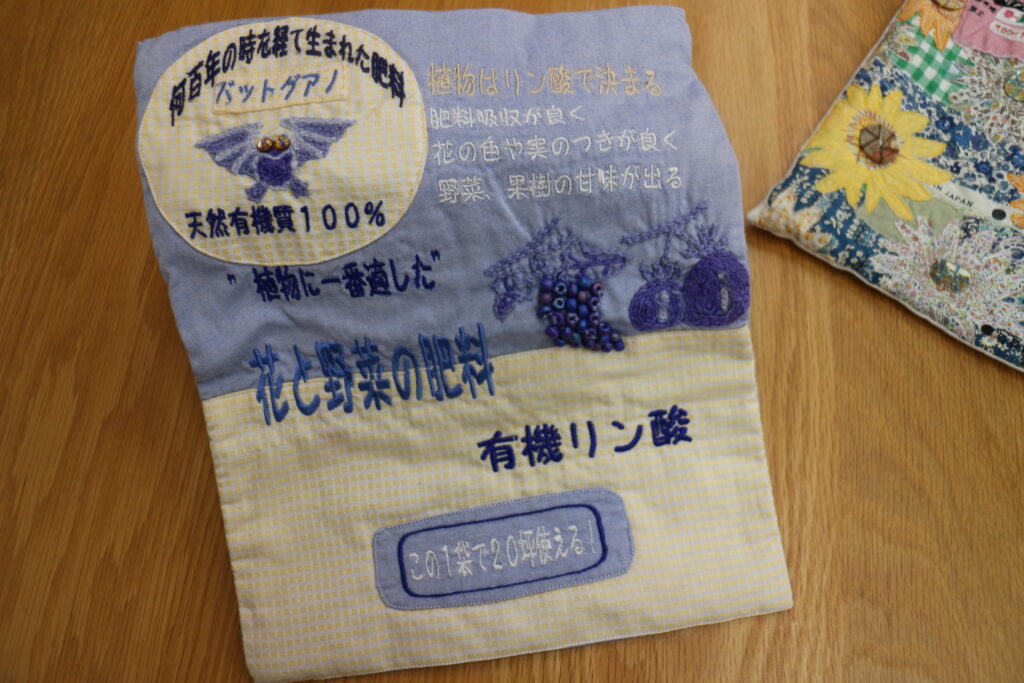 何百年の時を経て生まれた肥料
バットグアノ
天然有機質100%
植物はリン酸で決まる
肥料吸収が良く
花の色や実のつきが良く
野菜、果樹の甘味が出る
"植物に一番適した"
花と野菜の肥料
有機リン酸
この1袋で20坪使える!
IN JAPAN